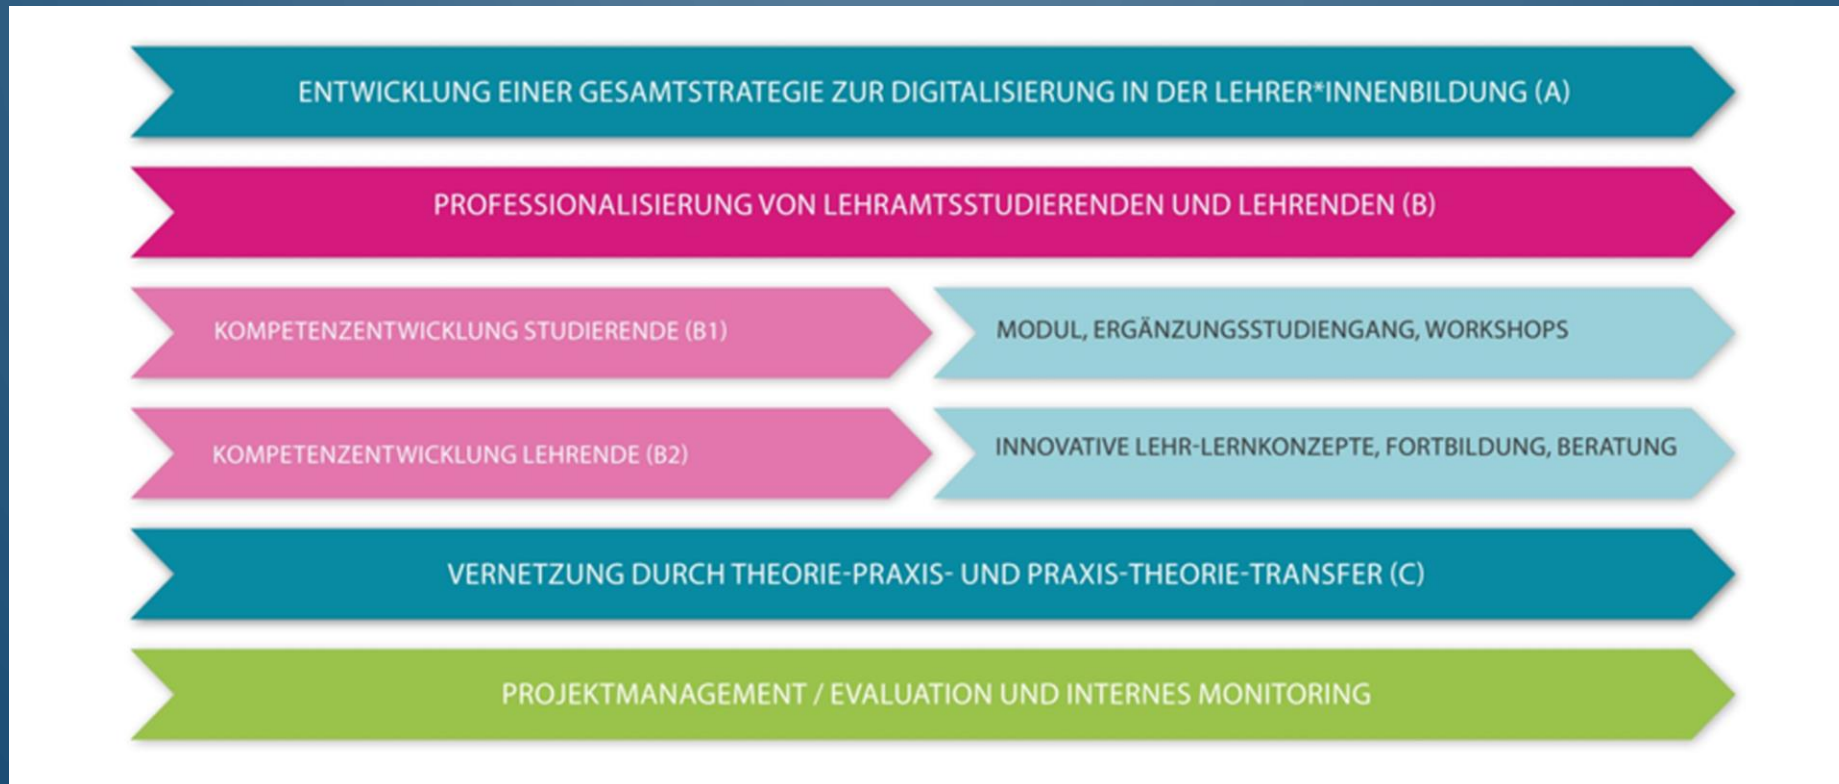 ENTWICKLUNG EINER GESAMTSTRATEGIE ZUR DIGITALISIERUNG IN DER LEHRER*INNENBILDUNG (A)
PROFESSIONALISIERUNG VON LEHRAMTSSTUDIERENDEN UND LEHRENDEN (B)
KOMPETENZENTWICKLUNG STUDIERENDE (B1)
MODUL, ERGÄNZUNGSSTUDIENGANG, WORKSHOPS
KOMPETENZENTWICKLUNG LEHRENDE (B2)
INNOVATIVE LEHR-LERNKONZEPTE, FORTBILDUNG, BERATUNG
VERNETZUNG DURCH THEORIE-PRAXIS- UND PRAXIS-THEORIE-TRANSFER (C)
PROJEKTMANAGEMENT / EVALUATION UND INTERNES MONITORING